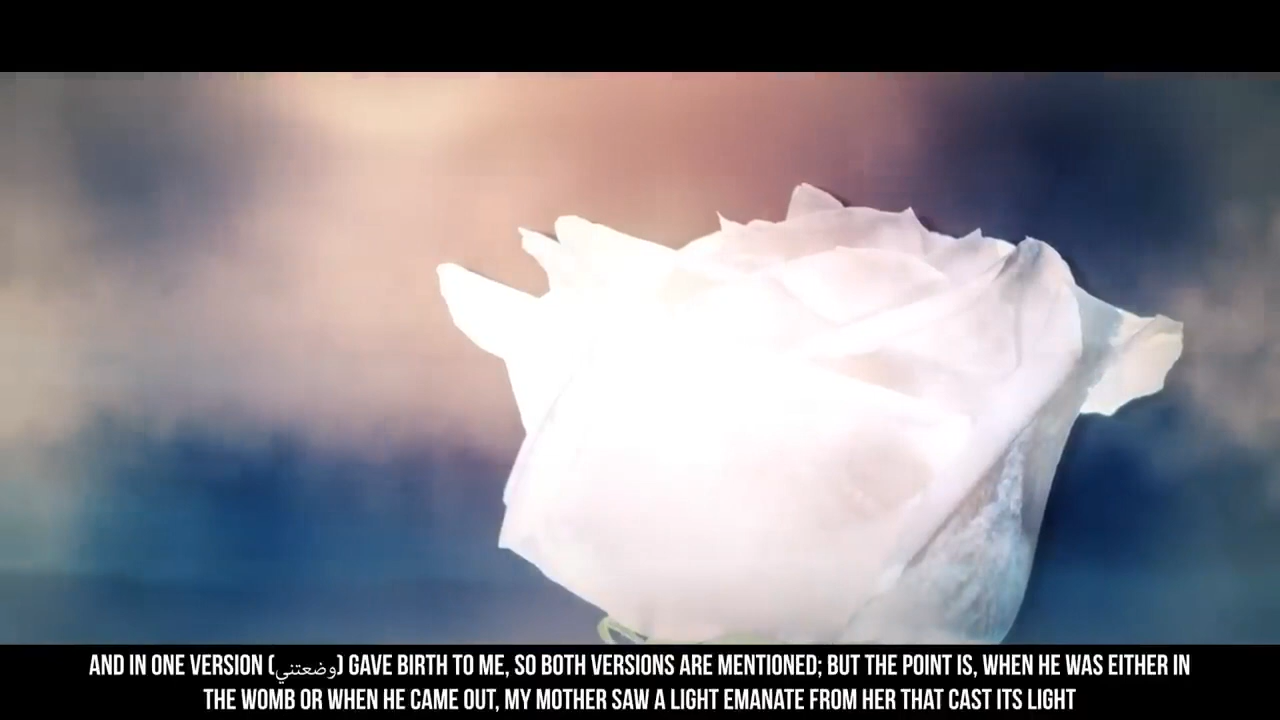 AND IN ONE VERSION (وضعتني) GAVE BIRTH TO ME, SO BOTH VERSIONS ARE MENTIONED; BUT THE POINT IS, WHEN HE WAS EITHER IN
THE WOMB OR WHEN HE CAME OUT, MY MOTHER SAW A LIGHT EMANATE FROM HER THAT CAST ITS LIGHT